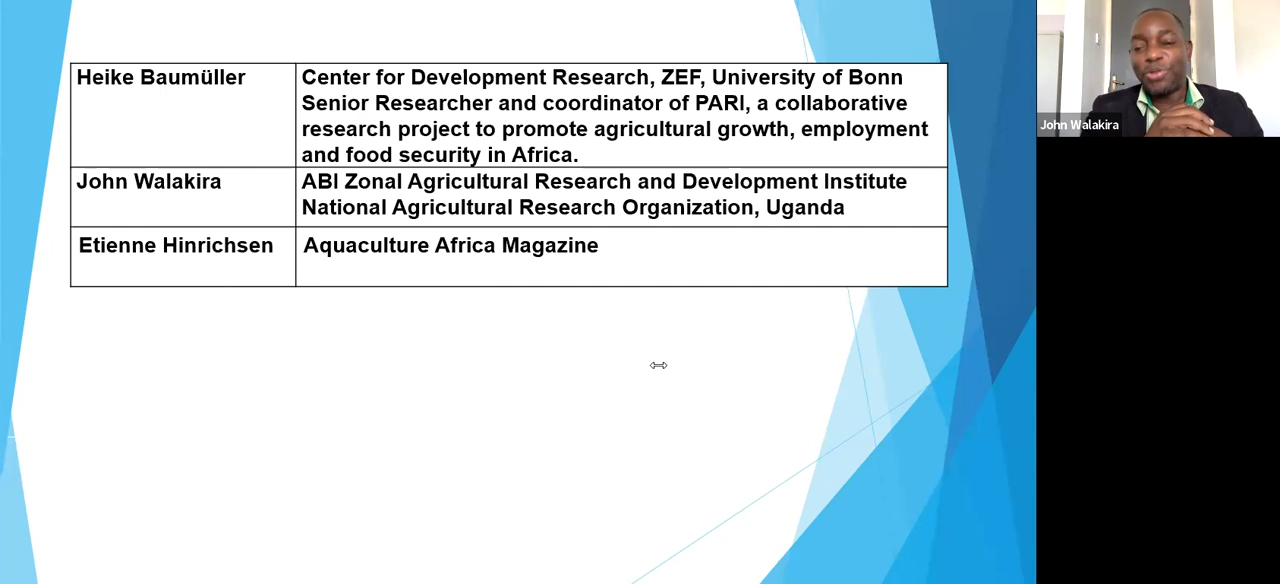 Heike Baumüller
Center for Development Research, ZEF, University of Bonn
Senior Researcher and coordinator of PARI, a collaborative
research project to promote agricultural growth, employment
and food security in Africa.
John Walakira
ABI Zonal Agricultural Research and Development Institute
National Agricultural Research Organization, Uganda
Etienne Hinrichsen
Aquaculture Africa Magazine
John Walakira